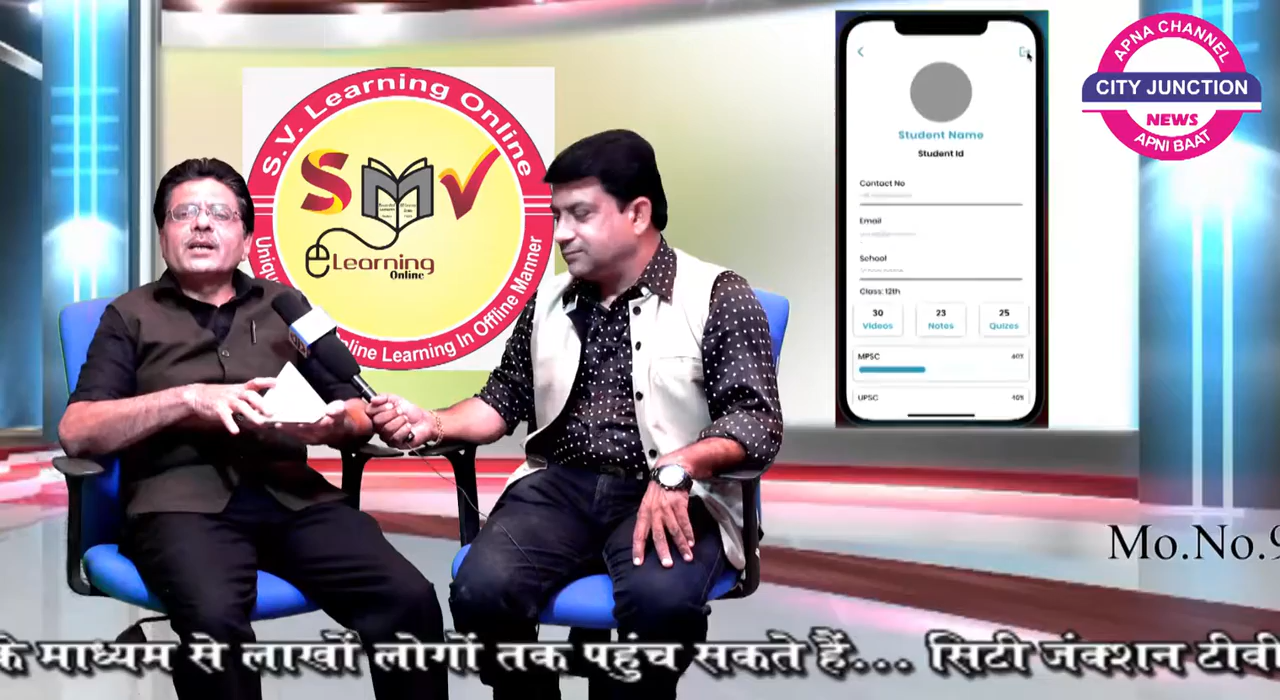 APNA CHANNEL
CITY JUNCTION
NEWS
APNI BAAT
S.V. Learning Online
SMV
eLearning
Online
Online Learning In Offline Manner
Student Name
Student Id
Contact No
Email
School
Class: 12th
30
Videos
23
Notes
25
Quizes
MPSC
60%
UPSC
40%
Mo.No.9
के माध्यम से लाखों लोगों तक पहुंच सकते हैं... सिटी जंक्शन टीवी